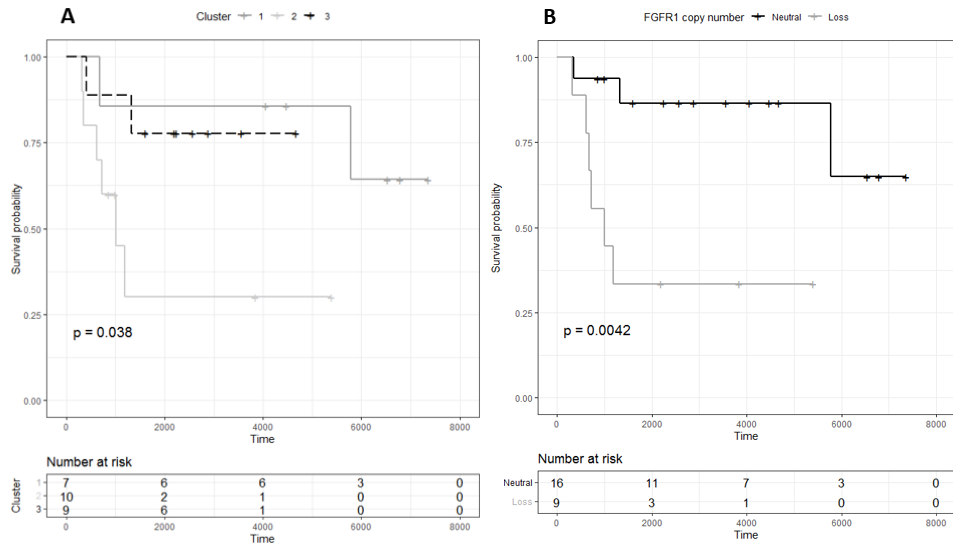 A
Cluster 1 2 3
Survival probability
1.00
0.75
0.50
0.25
0.00
p = 0.038
0 2000 4000 6000 8000
Time
Number at risk
Cluster
1 7 6 6 3 0
2 10 2 1 0 0
3 9 6 1 0 0
0 2000 4000 6000 8000
Time
B
FGFR1 copy number Neutral Loss
Survival probability
1.00
0.75
0.50
0.25
0.00
p = 0.0042
0 2000 4000 6000 8000
Time
Number at risk
Neutral 16 11 7 3 0
Loss 9 3 1 0 0
0 2000 4000 6000 8000
Time